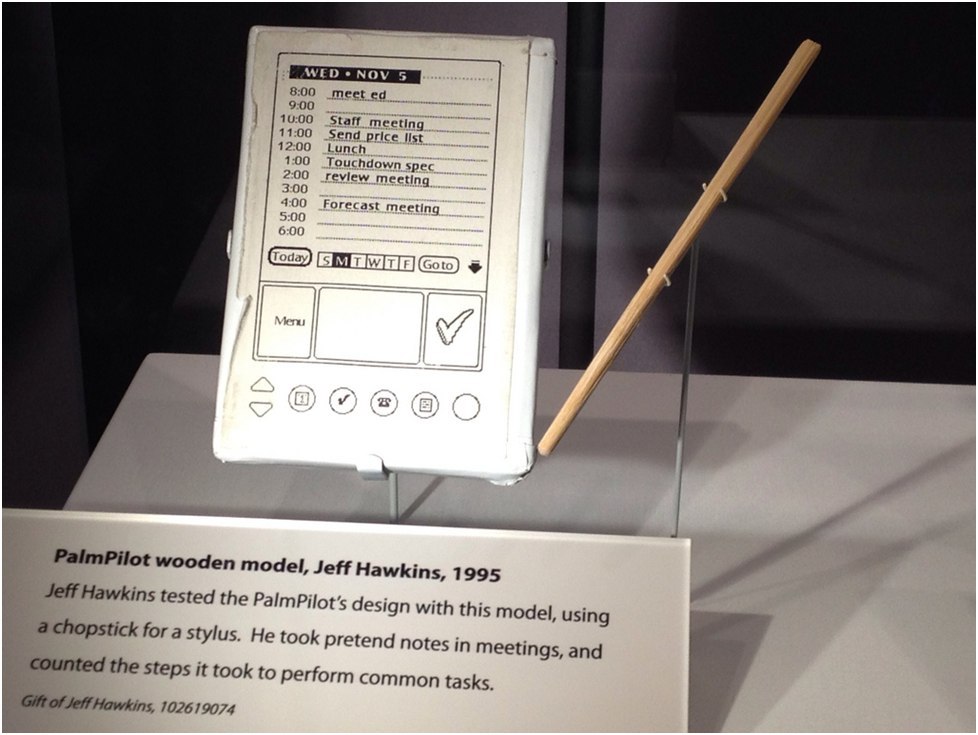 WED • NOV 5
8:00 meet ed
9:00
10:00 Staff meeting
11:00 Send price list
12:00 Lunch
1:00 Touchdown spec
2:00 review meeting
3:00
4:00 Forecast meeting
5:00
6:00
Today S M T W T F Go to
Menu
1
PalmPilot wooden model, Jeff Hawkins, 1995
Jeff Hawkins tested the PalmPilot's design with this model, using
a chopstick for a stylus. He took pretend notes in meetings, and
counted the steps it took to perform common tasks.
Gift of Jeff Hawkins, 102619074